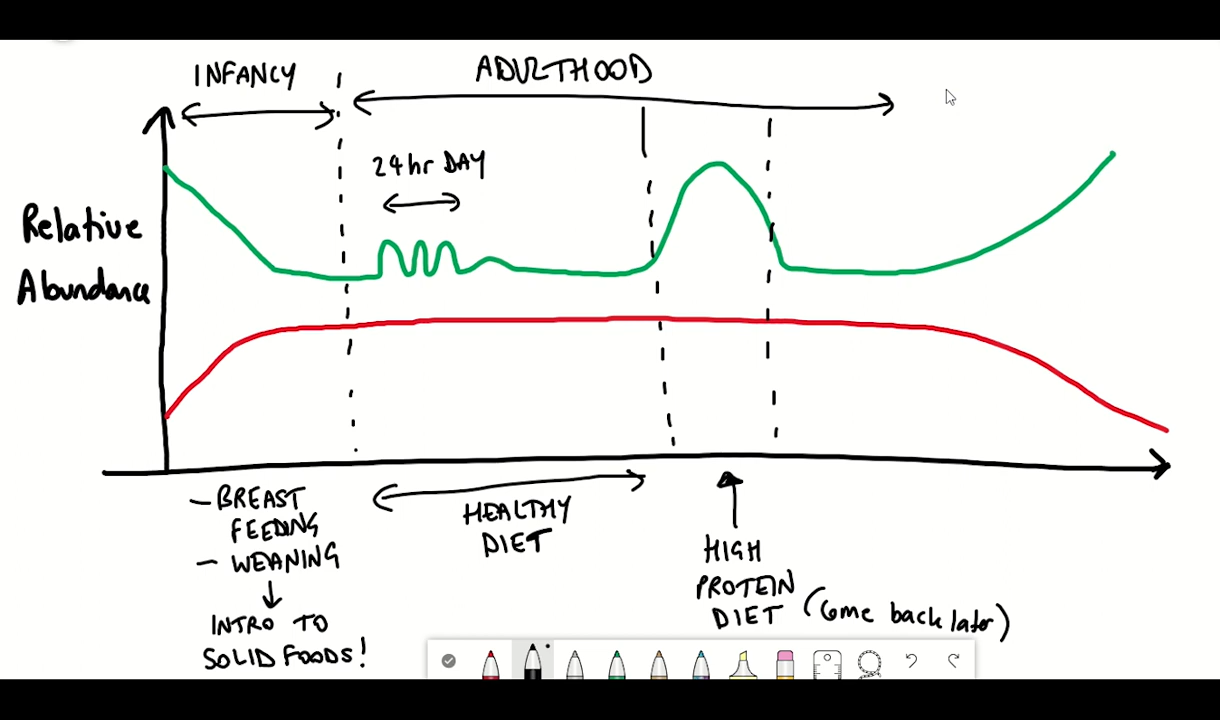 INFANCY
ADULTHOOD
24hr DAY
Relative
Abundance
- BREAST
FEEDING
- WEANING
INTRO TO
SOLID FOODS!
HEALTHY
DIET
HIGH
PROTEIN
DIET (Come back later)